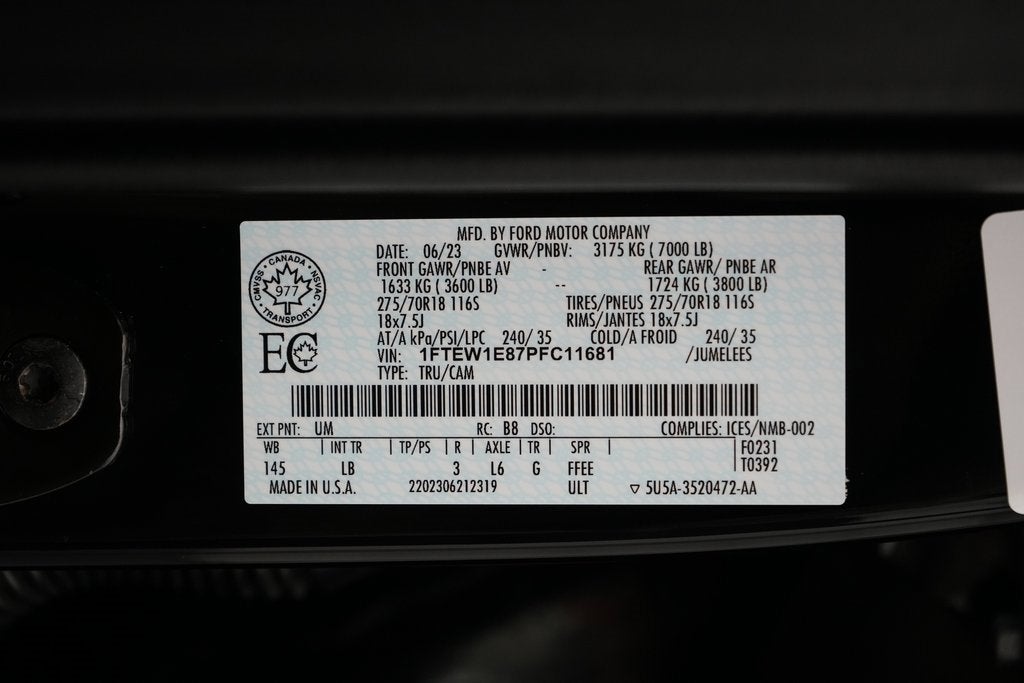 MFD. BY FORD MOTOR COMPANY
DATE: 06/23 GVWR/PNBV: 3175 KG ( 7000 LB)
FRONT GAWR/PNBE AV - REAR GAWR/ PNBE AR
1633 KG ( 3600 LB) -- 1724 KG ( 3800 LB)
275/70R18 116S TIRES/PNEUS 275/70R18 116S
18x7.5J RIMS/JANTES 18x7.5J
AT/A kPa/PSI/LPC 240/ 35 COLD/A FROID 240/ 35
VIN: 1FTEW1E87PFC11681 /JUMELEES
TYPE: TRU/CAM
CANADA
CMVSS NSVAC
977
TRANSPORT
EC
EXT PNT: UM RC: B8 DSO: COMPLIES: ICES/NMB-002
WB | INT TR | TP/PS | R | AXLE | TR | SPR | F0231
145 LB 3 L6 G FFEE T0392
MADE IN U.S.A. 2202306212319 ULT ▽ 5U5A-3520472-AA